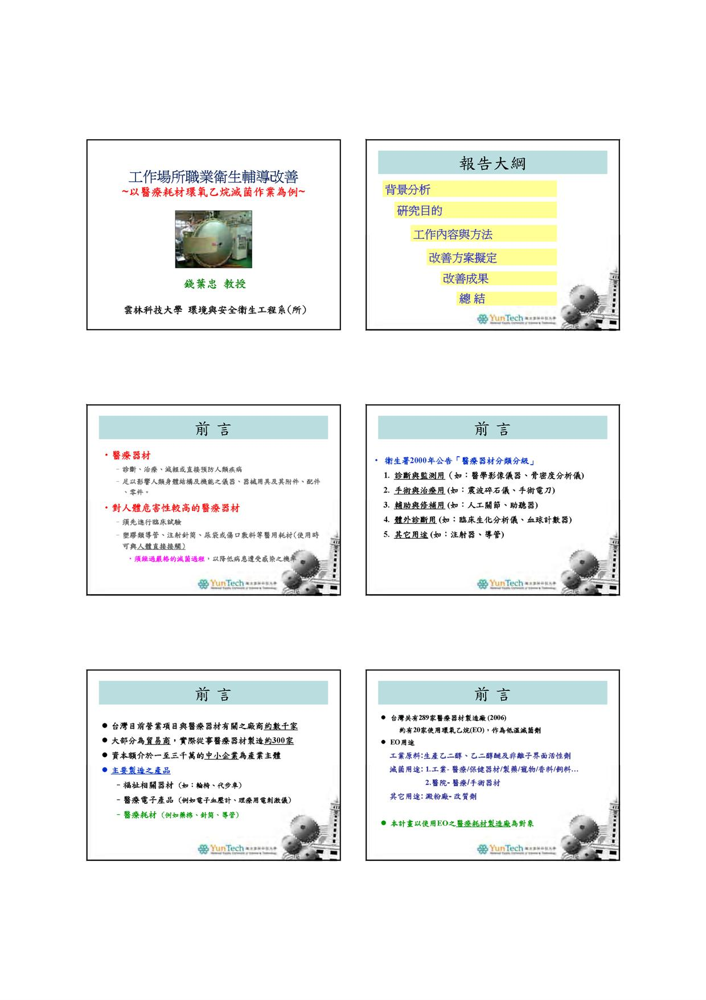 工作場所職業衛生輔導改善
~以醫療耗材環氧乙烷滅菌作業為例~
錢葉忠 教授
雲林科技大學 環境與安全衛生工程系(所)
報告大綱
背景分析
研究目的
工作內容與方法
改善方案擬定
改善成果
總 結
YunTech
2
前 言
• 醫療器材
– 診斷、治療、減輕或直接預防人類疾病
– 足以影響人類身體結構及機能之儀器、器械用具及其附件、配件
、零件。
• 對人體危害性較高的醫療器材
– 須先進行臨床試驗
– 塑膠類導管、注射針筒、尿袋或傷口敷料等醫用耗材(使用時
可與人體直接接觸)
• 須經過嚴格的滅菌過程，以降低病患遭受感染之機率
YunTech
前 言
• 衛生署2000年公告「醫療器材分類分級」
1. 診斷與監測用（如：醫學影像儀器、骨密度分析儀)
2. 手術與治療用 (如：震波碎石儀、手術電刀)
3. 輔助與修補用 (如：人工關節、助聽器)
4. 體外診斷用 (如：臨床生化分析儀、血球計數器)
5. 其它用途 (如：注射器、導管)
YunTech
前 言
● 台灣目前營業項目與醫療器材有關之廠商約數千家
● 大部分為貿易商，實際從事醫療器材製造約300家
● 資本額介於一至三千萬的中小企業為產業主體
● 主要製造之產品
– 福祉相關器材（如：輪椅、代步車）
– 醫療電子產品（例如電子血壓計、理療用電刺激儀）
– 醫療耗材（例如藥棉、針筒、導管）
YunTech
前 言
● 台灣共有289家醫療器材製造廠 (2006)
約有20家使用環氧乙烷(EO)，作為低溫滅菌劑
● EO用途
工業原料:生產乙二醇、乙二醇醚及非離子界面活性劑
滅菌用途: 1.工業- 醫療/保健器材/製藥/寵物/香料/飼料…
2.醫院- 醫療/手術器材
其它用途: 澱粉廠- 改質劑
● 本計畫以使用EO之醫療耗材製造廠為對象
YunTech